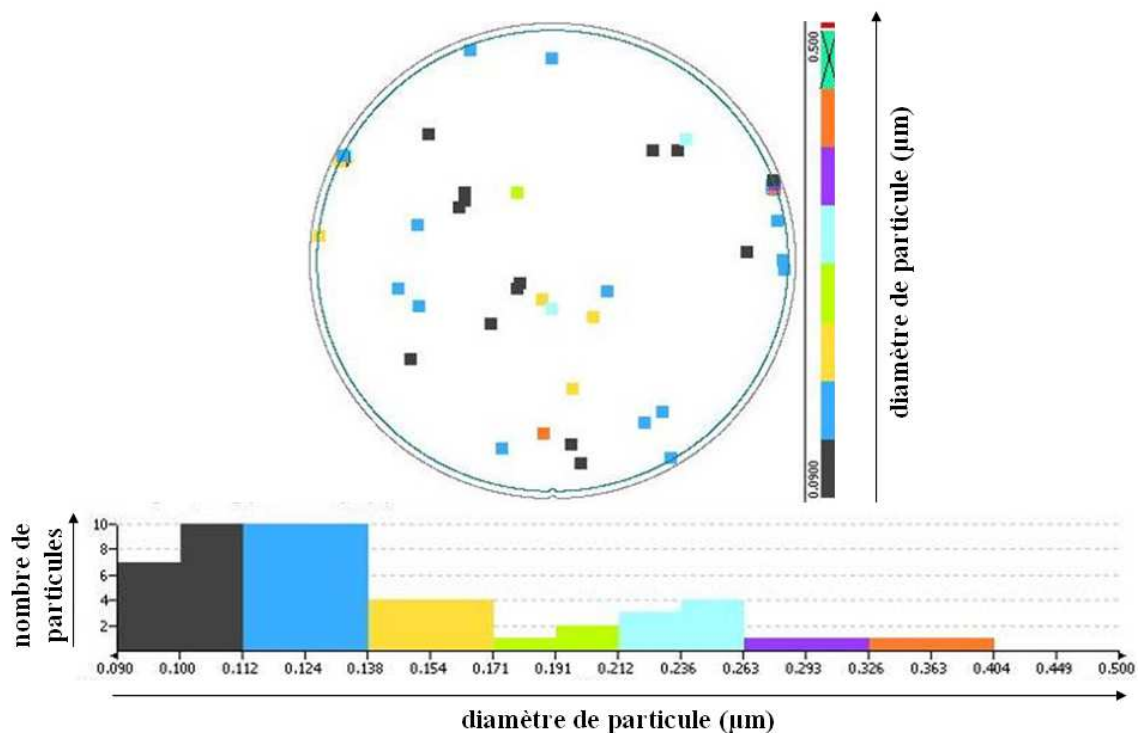 0.500
0.0900
diamètre de particule (µm)
nombre de
particules
10
8
6
4
2
0.090 0.100 0.112 0.124 0.138 0.154 0.171 0.191 0.212 0.236 0.263 0.293 0.326 0.363 0.404 0.449 0.500
diamètre de particule (µm)